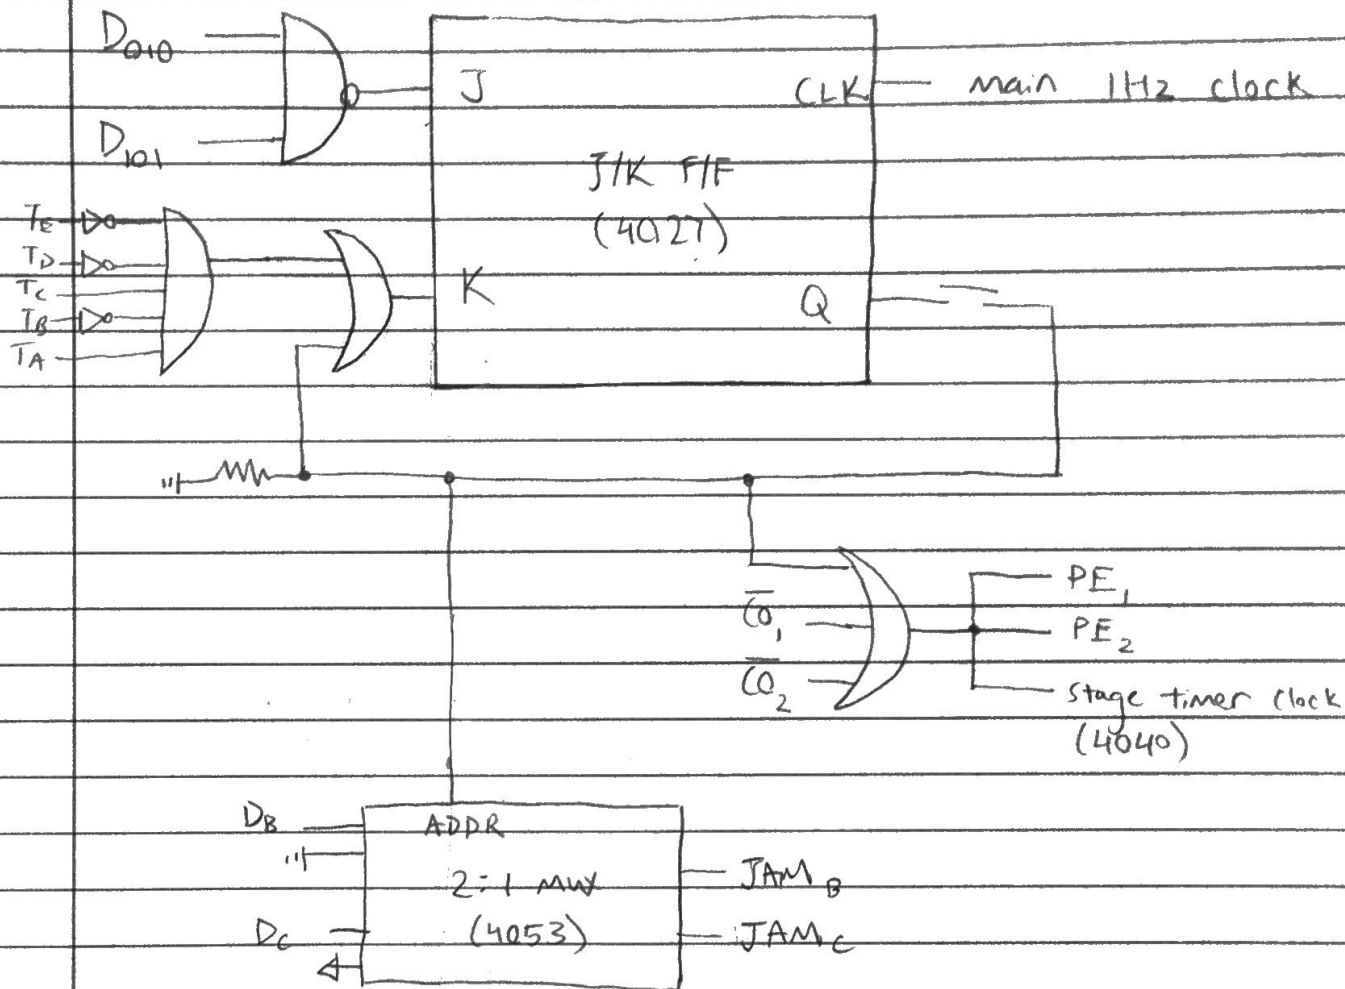 D010
J
CLK
main 1Hz clock
D101
J/K F/F
(4027)
TE
TD
TC
TB
TA
K
Q
PE1
CO1
PE2
CO2
stage timer clock
(4040)
DB
ADDR
2:1 MUX
(4053)
JAMB
DC
JAMC